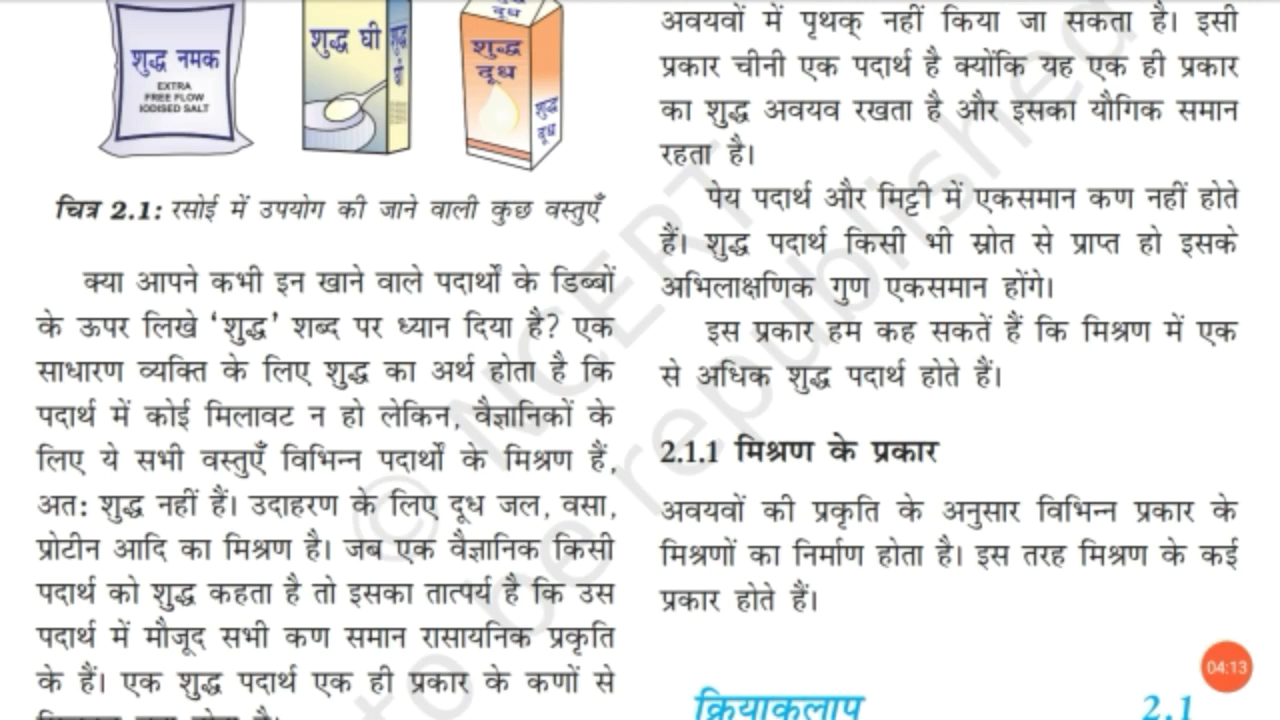 शुद्ध नमक
EXTRA
FREE FLOW
IODISED SALT
शुद्ध घी
शुद्ध
दूध
शुद्ध
दूध
दूध
चित्र 2.1: रसोई में उपयोग की जाने वाली कुछ वस्तुएँ
क्या आपने कभी इन खाने वाले पदार्थों के डिब्बों
के ऊपर लिखे ‘शुद्ध’ शब्द पर ध्यान दिया है? एक
साधारण व्यक्ति के लिए शुद्ध का अर्थ होता है कि
पदार्थ में कोई मिलावट न हो लेकिन, वैज्ञानिकों के
लिए ये सभी वस्तुएँ विभिन्न पदार्थों के मिश्रण हैं,
अत: शुद्ध नहीं हैं। उदाहरण के लिए दूध जल, वसा,
प्रोटीन आदि का मिश्रण है। जब एक वैज्ञानिक किसी
पदार्थ को शुद्ध कहता है तो इसका तात्पर्य है कि उस
पदार्थ में मौजूद सभी कण समान रासायनिक प्रकृति
के हैं। एक शुद्ध पदार्थ एक ही प्रकार के कणों से
अवयवों में पृथक् नहीं किया जा सकता है। इसी
प्रकार चीनी एक पदार्थ है क्योंकि यह एक ही प्रकार
का शुद्ध अवयव रखता है और इसका यौगिक समान
रहता है।
पेय पदार्थ और मिट्टी में एकसमान कण नहीं होते
हैं। शुद्ध पदार्थ किसी भी स्रोत से प्राप्त हो इसके
अभिलाक्षणिक गुण एकसमान होंगे।
इस प्रकार हम कह सकतें हैं कि मिश्रण में एक
से अधिक शुद्ध पदार्थ होते हैं।
2.1.1 मिश्रण के प्रकार
अवयवों की प्रकृति के अनुसार विभिन्न प्रकार के
मिश्रणों का निर्माण होता है। इस तरह मिश्रण के कई
प्रकार होते हैं।
क्रियाकलाप 2.1
© NCERT
to be republished
04:13